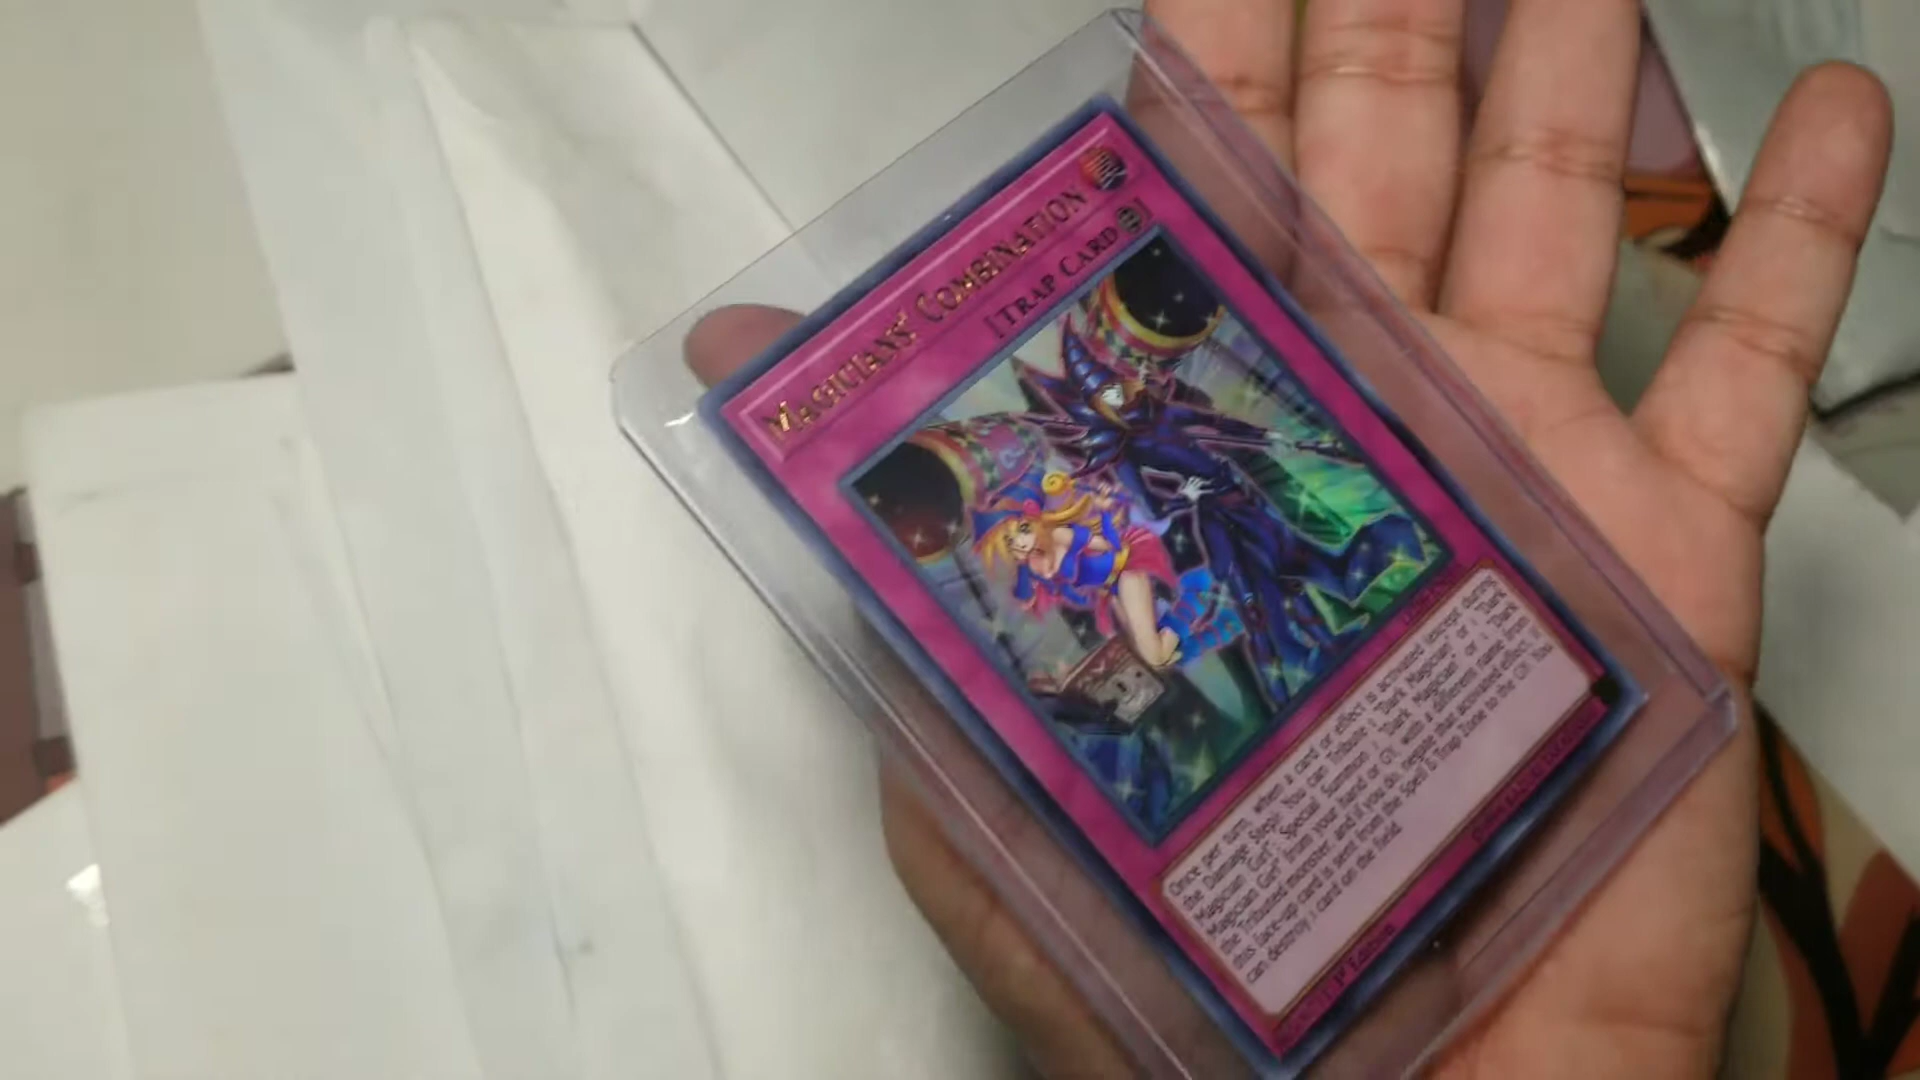 MAGICIANS' COMBINATION
[TRAP CARD ]
Once per turn, when a card or effect is activated (except during
the Damage Step): You can Tribute 1 "Dark Magician" or 1 "Dark
Magician Girl"; Special Summon 1 "Dark Magician" or 1 "Dark
Magician Girl" from your hand or GY, with a different name from
the Tributed monster, and if you do, negate that activated effect. If
this face-up card is sent from the Spell & Trap Zone to the GY: You
can destroy 1 card on the field.
1st Edition